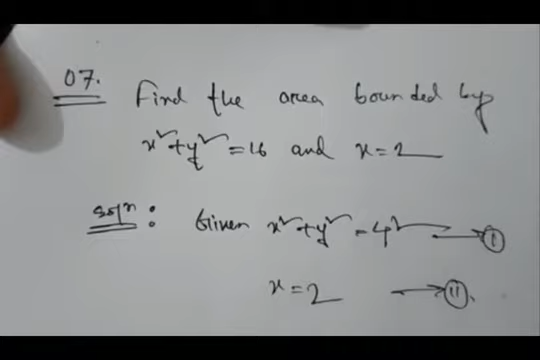 07. Find the area bounded by
x² + y² = 16 and x = 2
Solⁿ : Given x² + y² = 4² → (I)
x = 2 → (II).